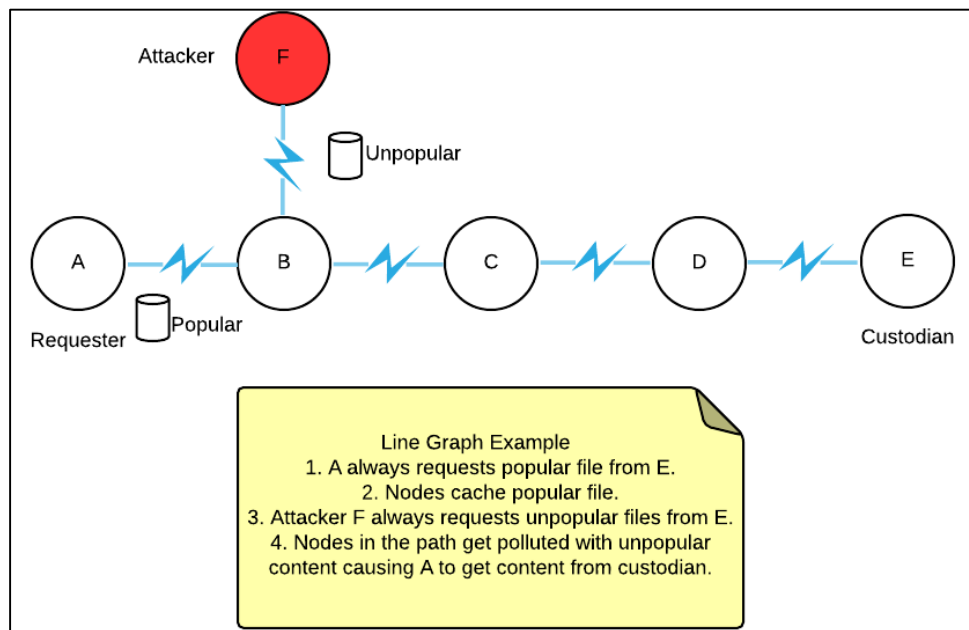 Attacker
F
Unpopular
A
B
C
D
E
Popular
Requester
Custodian
Line Graph Example
1. A always requests popular file from E.
2. Nodes cache popular file.
3. Attacker F always requests unpopular files from E.
4. Nodes in the path get polluted with unpopular
content causing A to get content from custodian.